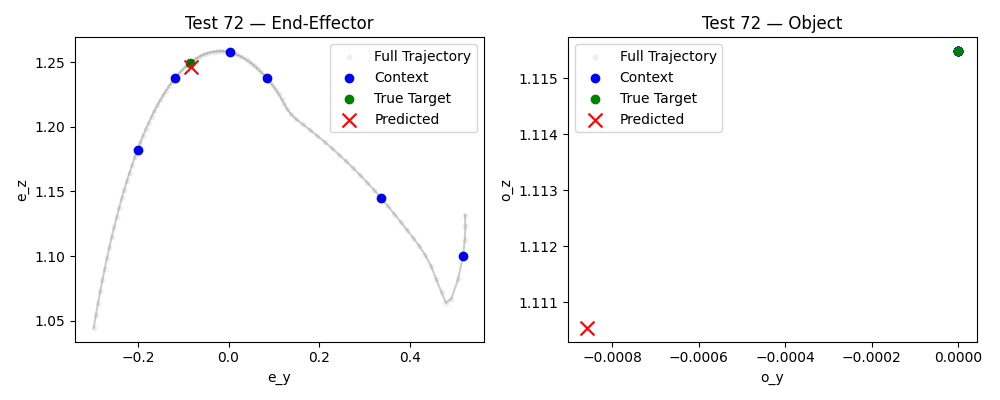 Test 72 — End-Effector
Full Trajectory
Context
True Target
Predicted
1.25
1.20
1.15
1.10
1.05
e_z
−0.2
0.0
0.2
0.4
e_y
Test 72 — Object
Full Trajectory
Context
True Target
Predicted
1.115
1.114
1.113
1.112
1.111
o_z
−0.0008
−0.0006
−0.0004
−0.0002
0.0000
o_y